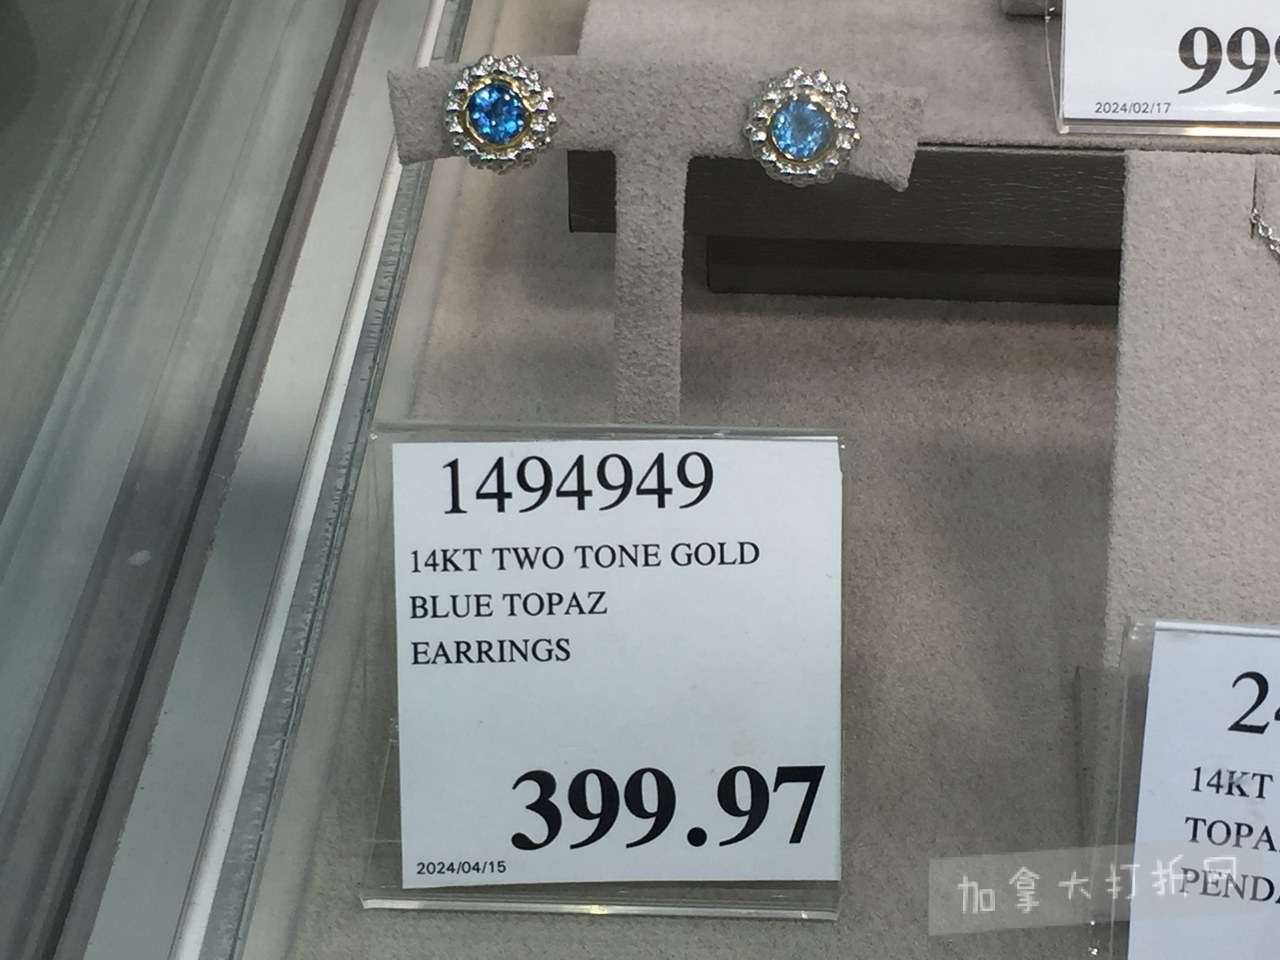 999
2024/02/17
1494949
14KT TWO TONE GOLD
BLUE TOPAZ
EARRINGS
399.97
2024/04/15
14KT
加拿大打折网